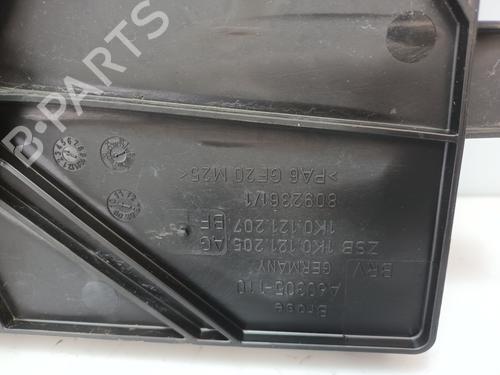 B-PARTS
>PA6 GF20 M25<
8092361/1
1K0.121.207 BF
ZSB 1K0.121.205 AG
BRV GERMANY
A60305-110
Brose